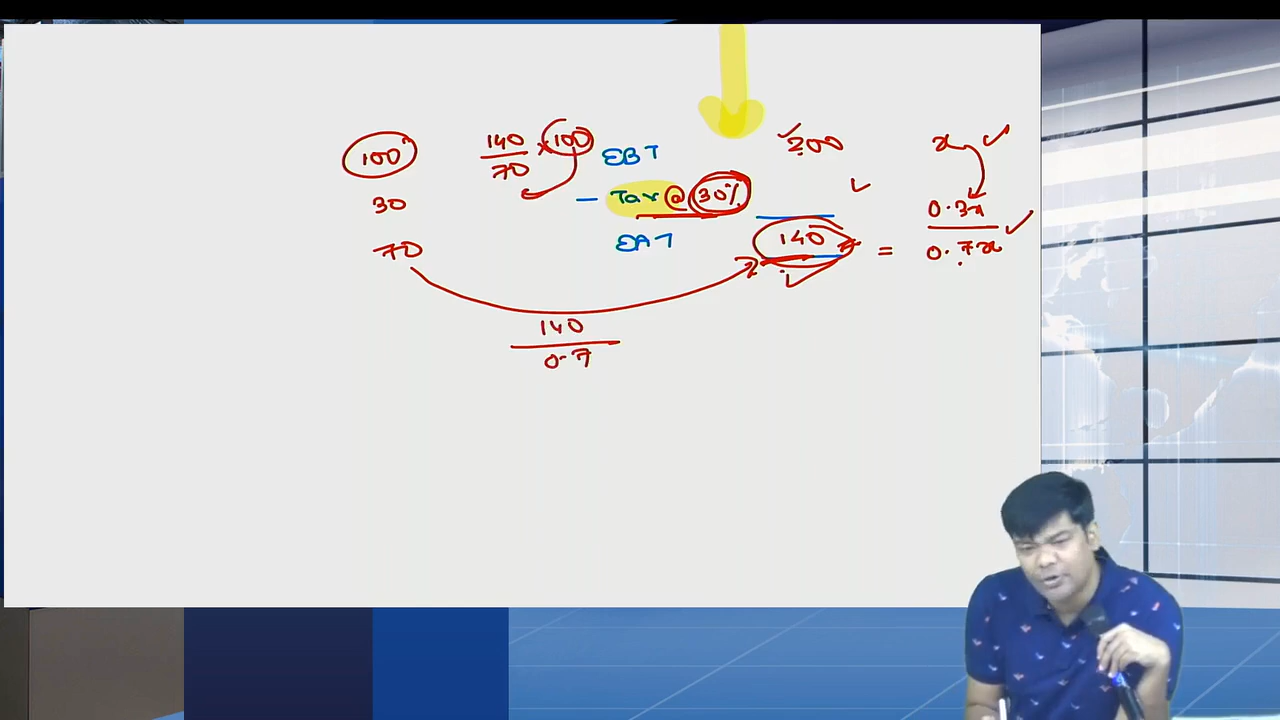 100 140/70 × 100 EBT 200 x
30 - Tax @ 30% 0.3x
70 EAT 140 = 0.7x
140/0.7